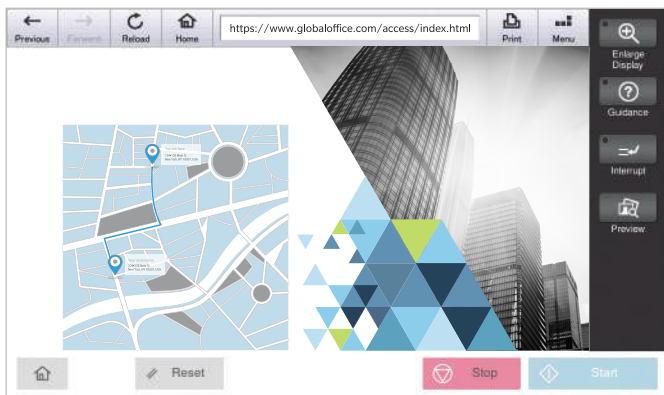 Previous
Forward
Reload
Home
https://www.globaloffice.com/access/index.html
Print
Menu
Enlarge
Display
Guidance
Interrupt
Preview
Reset
Stop
Start